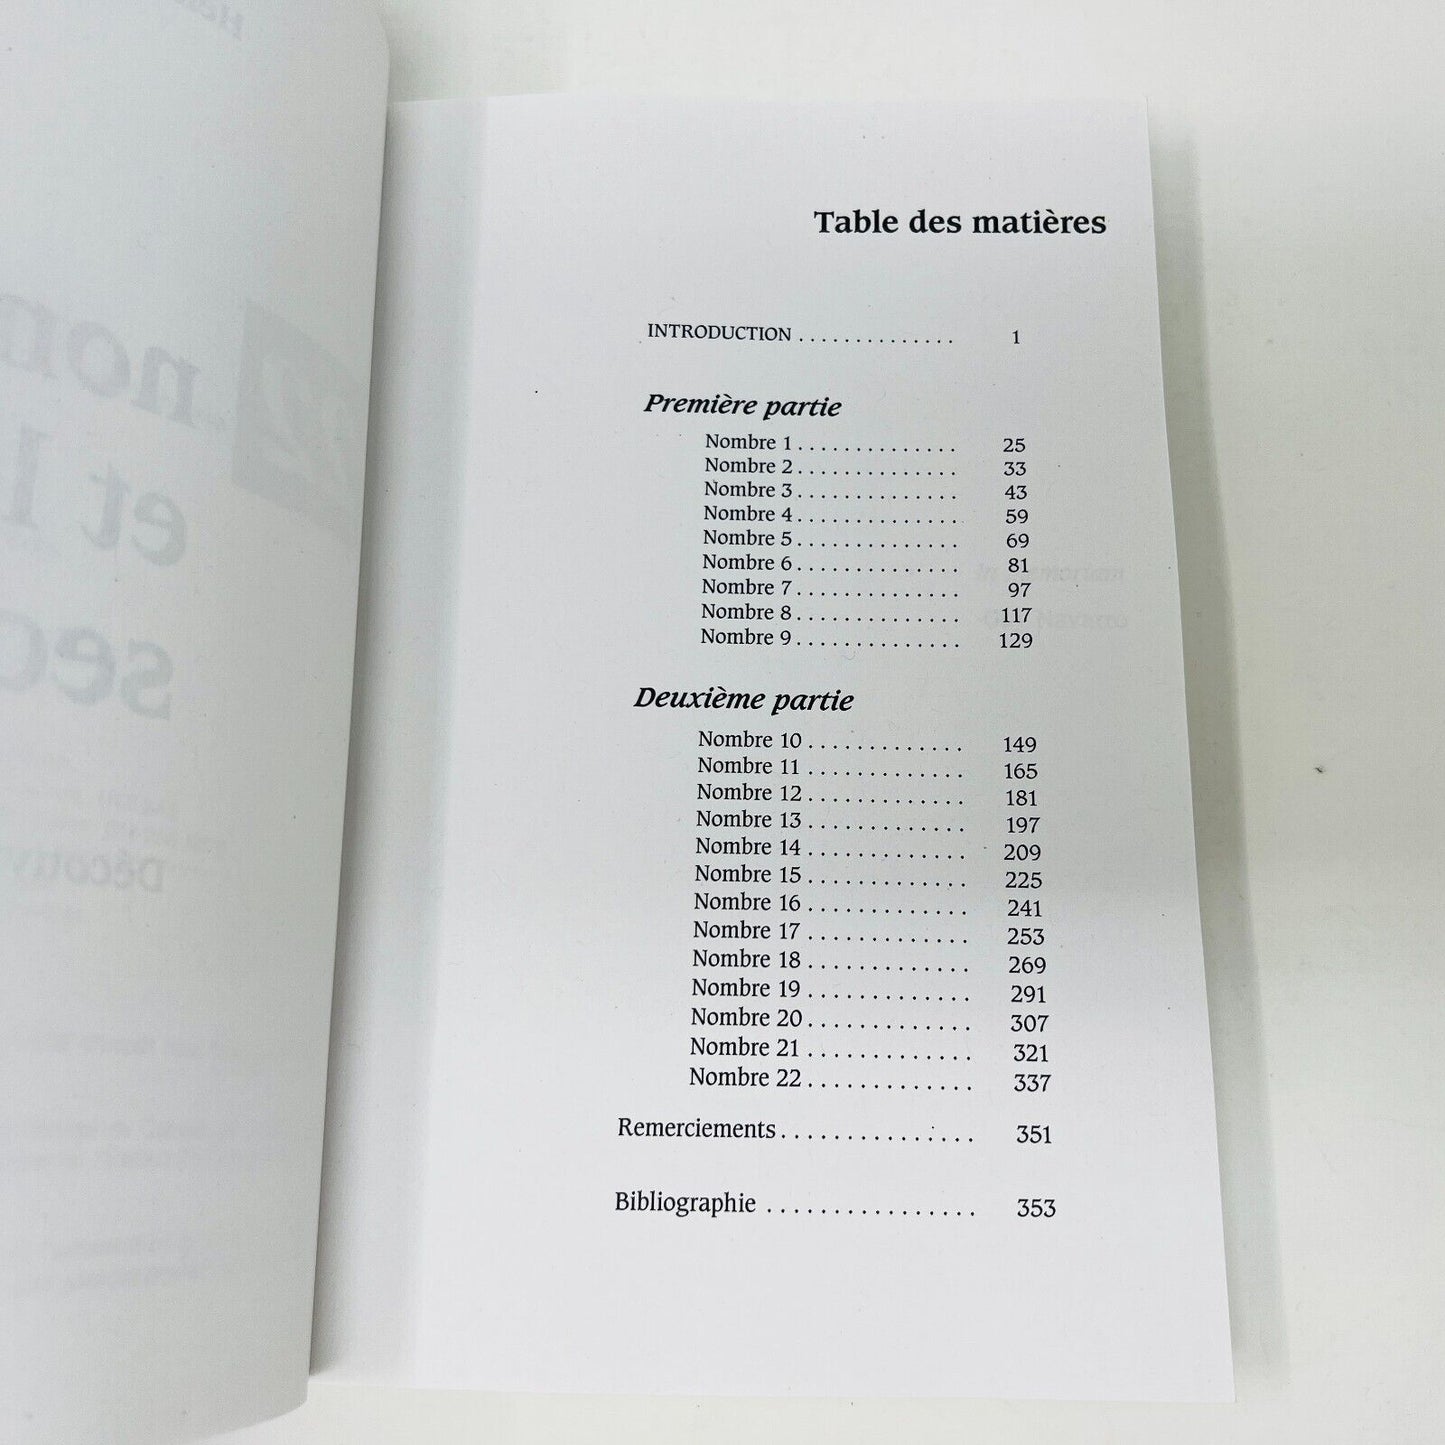 Table des matières
INTRODUCTION .............. 1
Première partie
Nombre 1 .............. 25
Nombre 2 .............. 33
Nombre 3 .............. 43
Nombre 4 .............. 59
Nombre 5 .............. 69
Nombre 6 .............. 81
Nombre 7 .............. 97
Nombre 8 .............. 117
Nombre 9 .............. 129
Deuxième partie
Nombre 10 ............. 149
Nombre 11 ............. 165
Nombre 12 ............. 181
Nombre 13 ............. 197
Nombre 14 ............. 209
Nombre 15 ............. 225
Nombre 16 ............. 241
Nombre 17 ............. 253
Nombre 18 ............. 269
Nombre 19 ............. 291
Nombre 20 ............. 307
Nombre 21 ............. 321
Nombre 22 ............. 337
Remerciements ............... 351
Bibliographie ................ 353